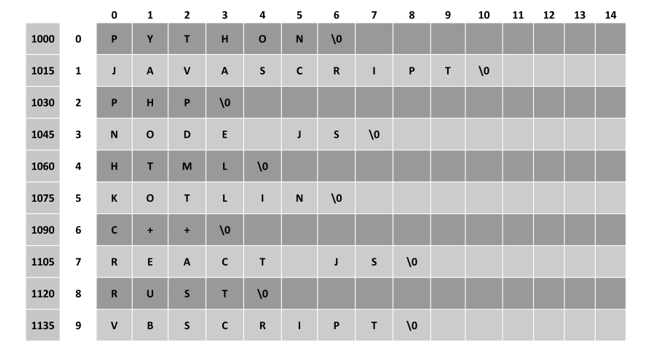 0 1 2 3 4 5 6 7 8 9 10 11 12 13 14
1000 0 P Y T H O N \0
1015 1 J A V A S C R I P T \0
1030 2 P H P \0
1045 3 N O D E J S \0
1060 4 H T M L \0
1075 5 K O T L I N \0
1090 6 C + + \0
1105 7 R E A C T J S \0
1120 8 R U S T \0
1135 9 V B S C R I P T \0